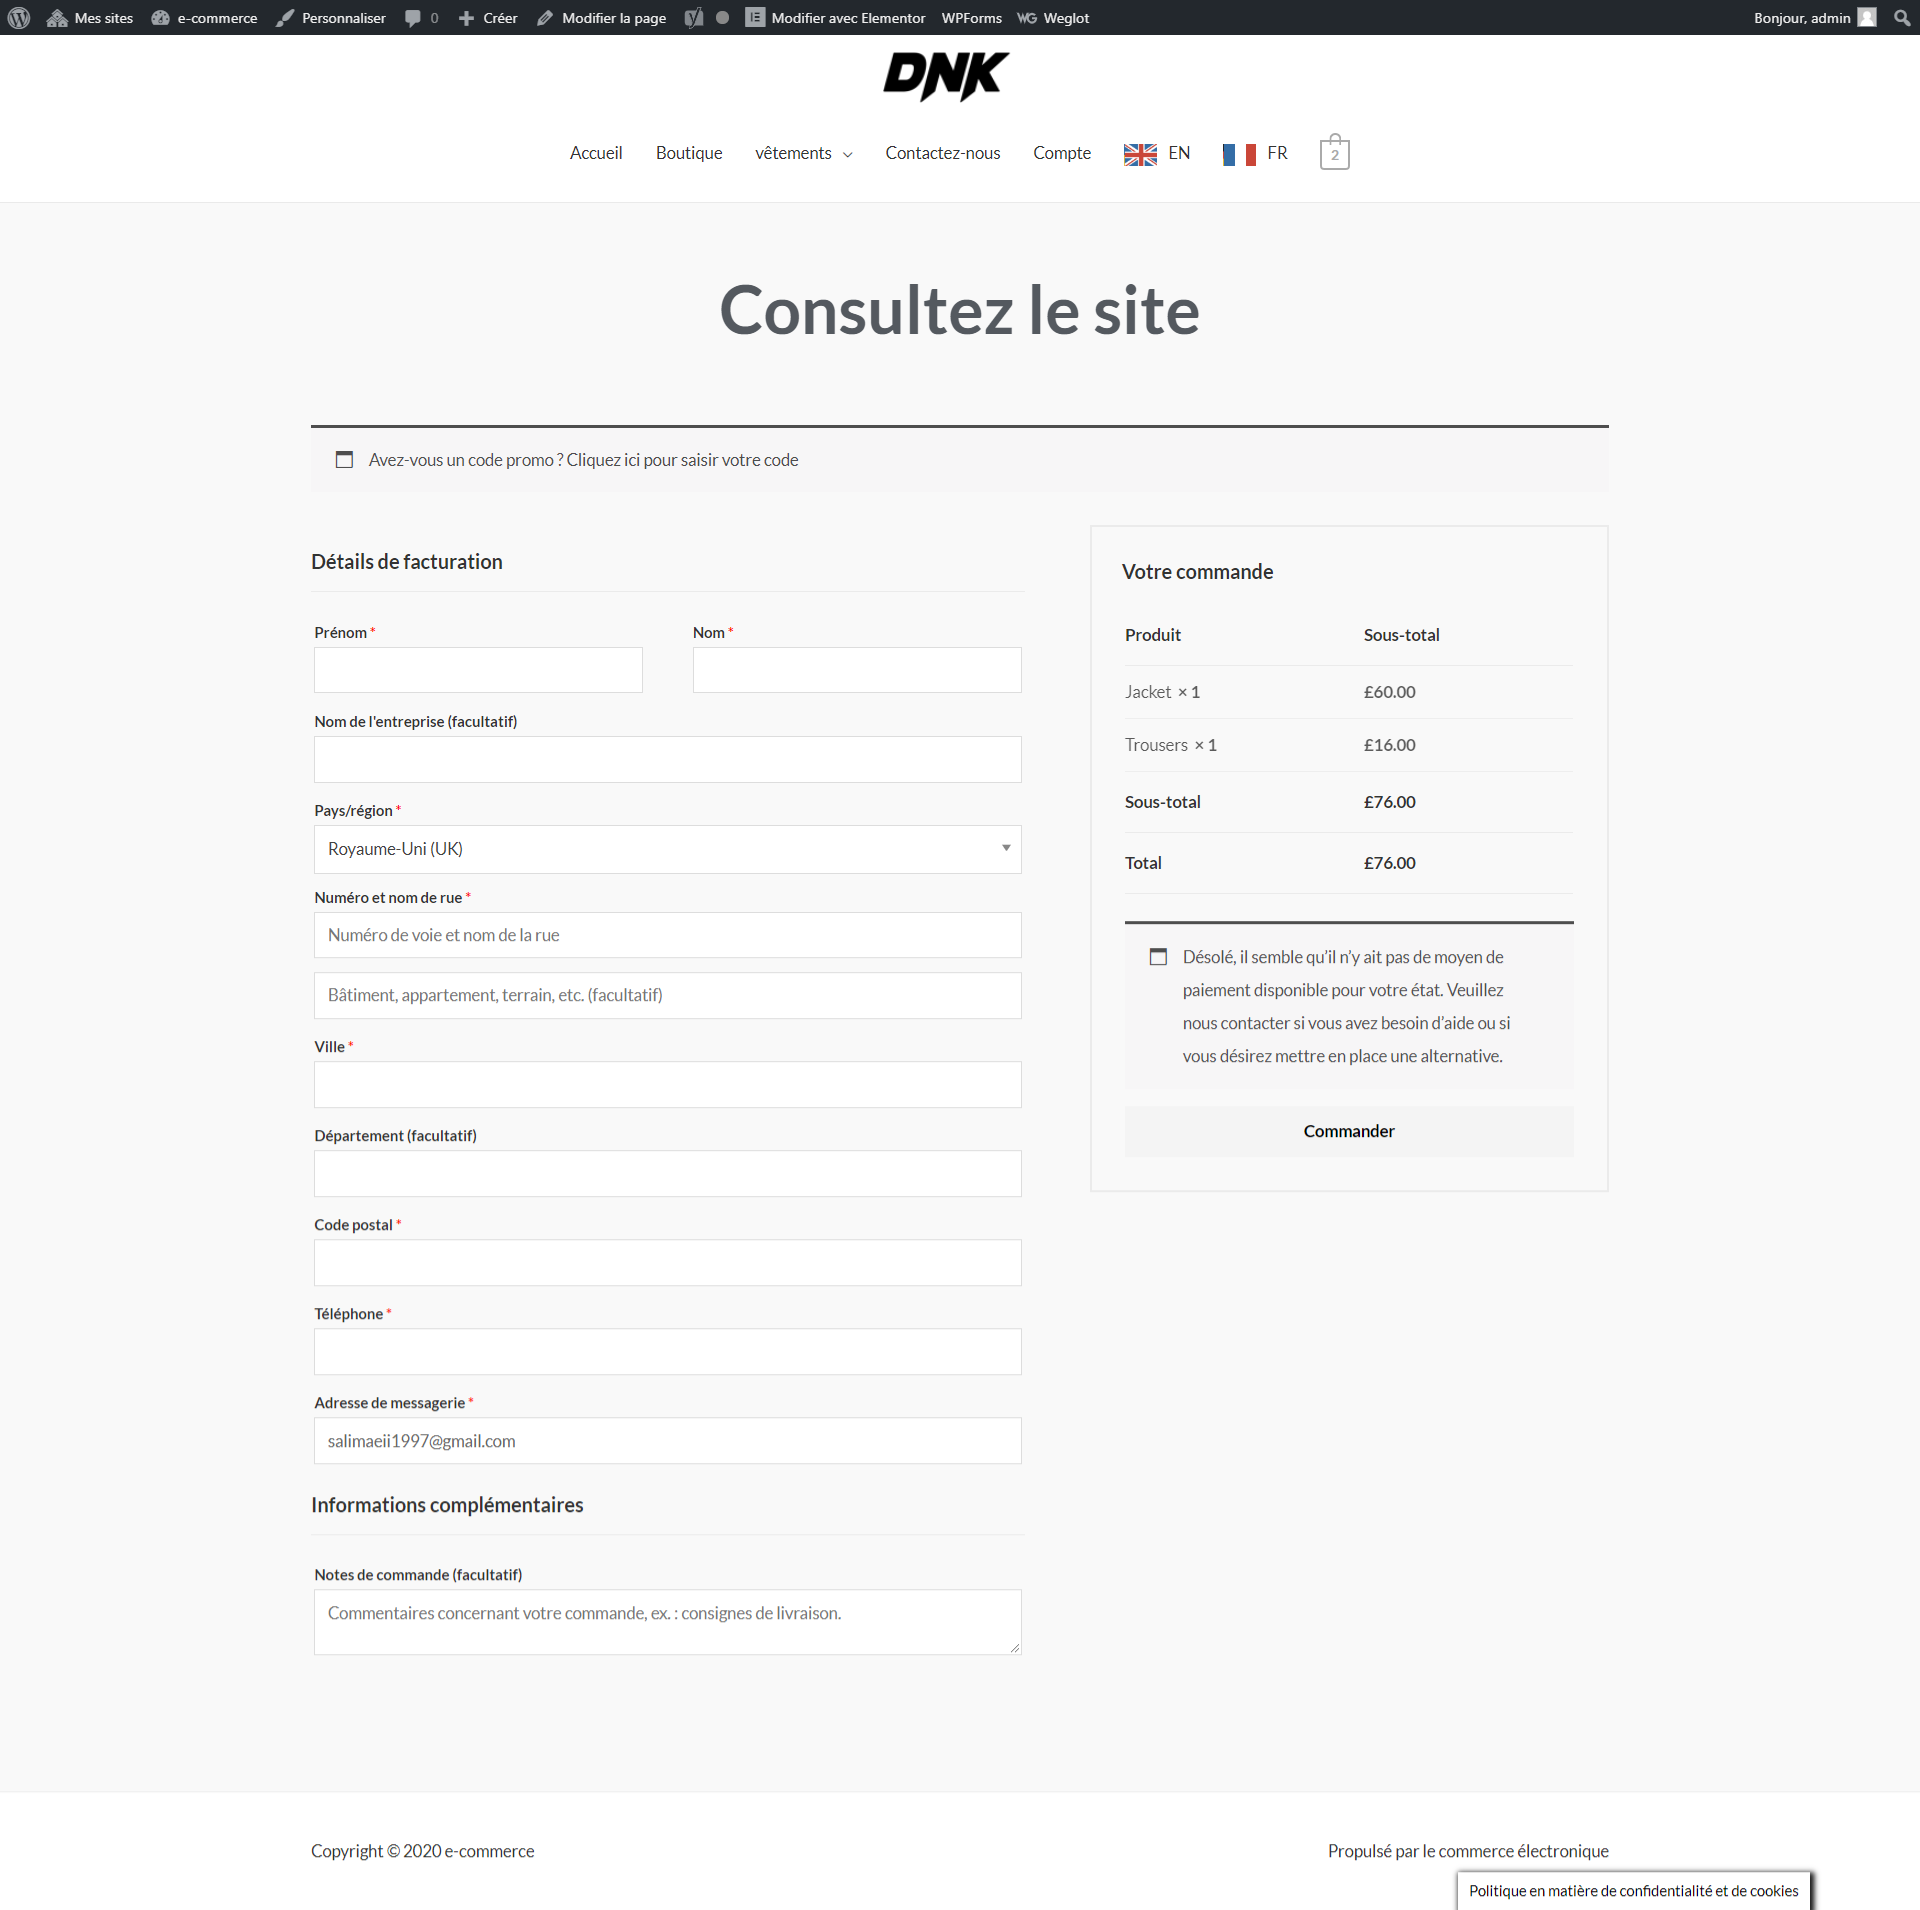 Mes sites e-commerce Personnaliser 0 Créer Modifier la page Modifier avec Elementor WPForms Weglot Bonjour, admin
DNK
Accueil Boutique vêtements Contactez-nous Compte EN FR 2
Consultez le site
Avez-vous un code promo ? Cliquez ici pour saisir votre code
Détails de facturation
Prénom * Nom *
Nom de l'entreprise (facultatif)
Pays/région *
Royaume-Uni (UK)
Numéro et nom de rue *
Numéro de voie et nom de la rue
Bâtiment, appartement, terrain, etc. (facultatif)
Ville *
Département (facultatif)
Code postal *
Téléphone *
Adresse de messagerie *
salimaeii1997@gmail.com
Informations complémentaires
Notes de commande (facultatif)
Commentaires concernant votre commande, ex. : consignes de livraison.
Votre commande
Produit Sous-total
Jacket × 1 £60.00
Trousers × 1 £16.00
Sous-total £76.00
Total £76.00
Désolé, il semble qu’il n’y ait pas de moyen de
paiement disponible pour votre état. Veuillez
nous contacter si vous avez besoin d’aide ou si
vous désirez mettre en place une alternative.
Commander
Copyright © 2020 e-commerce
Propulsé par le commerce électronique
Politique en matière de confidentialité et de cookies